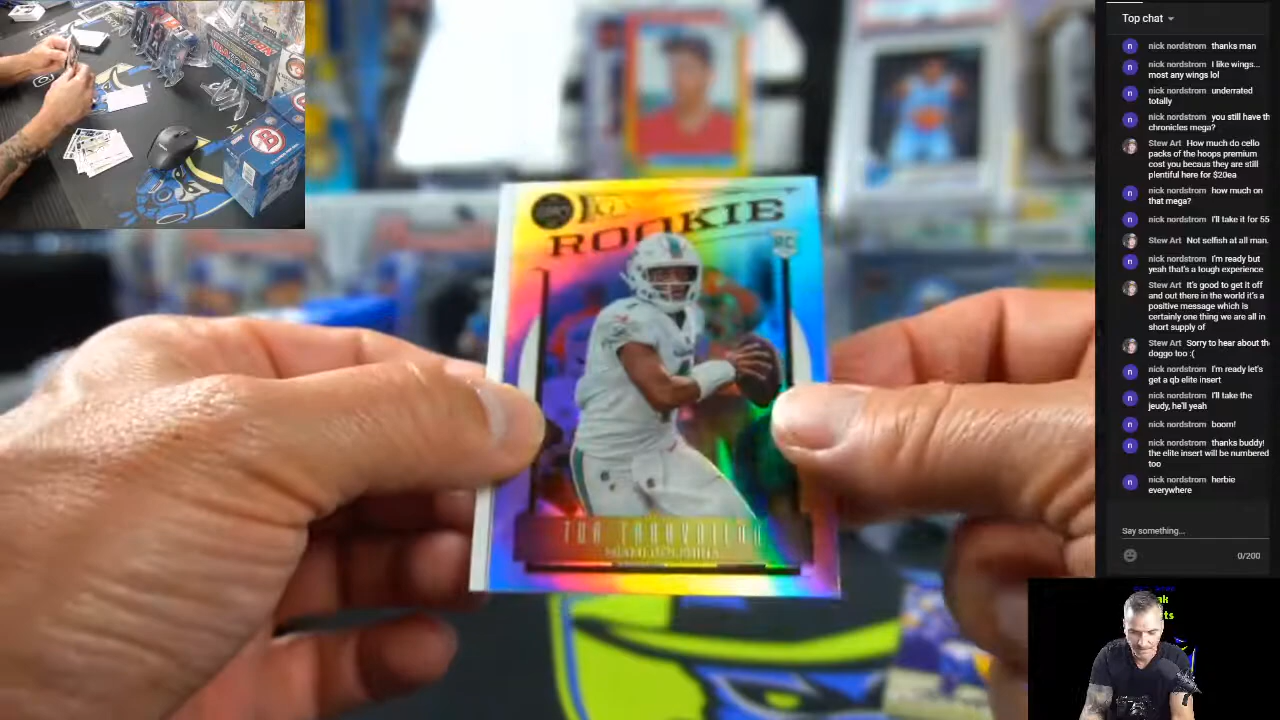 ROOKIE
RC
TUA TAGOVAILOA
MIAMI DOLPHINS
B
Top chat
n nick nordstrom thanks man
n nick nordstrom I like wings...
most any wings lol
n nick nordstrom underrated
totally
n nick nordstrom you still have th
chronicles mega?
Stew Art How much do cello
packs of the hoops premium
cost you becaus they are still
plentiful here for $20ea
n nick nordstrom how much on
that mega?
n nick nordstrom I'll take it for 55
Stew Art Not selfish at all man.
n nick nordstrom I'm ready but
yeah that's a tough experience
Stew Art It's good to get it off
and out there in the world it's a
positive message which is
certainly one thing we are all in
short supply of
Stew Art Sorry to hear about the
doggo too :(
n nick nordstrom I'm ready let's
get a qb elite insert
n nick nordstrom I'll take the
jeudy, he'll yeah
n nick nordstrom boom!
n nick nordstrom thanks buddy!
the elite insert will be numbered
too
n nick nordstrom herbie
everywhere
Say something...
0/200